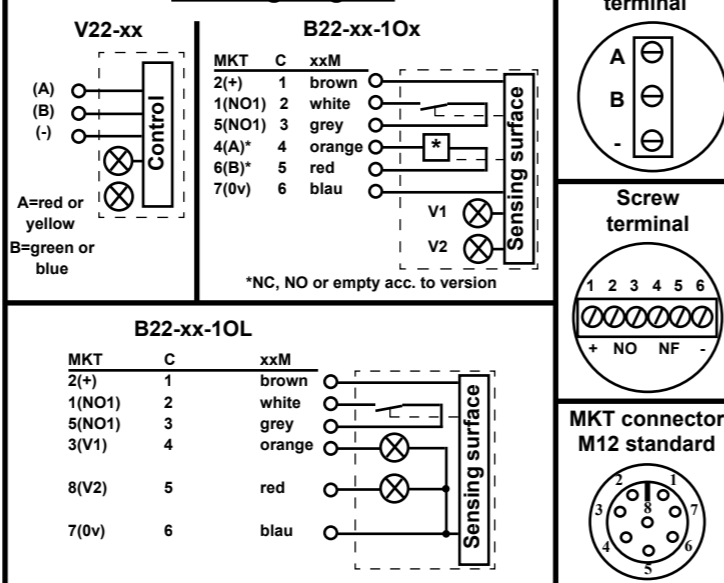 V22-xx
(A)
(B)
(-)
Control
A=red or
yellow
B=green or
blue
B22-xx-1Ox
MKT C xxM
2(+) 1 brown
1(NO1) 2 white
5(NO1) 3 grey
4(A)* 4 orange
*
6(B)* 5 red
7(0v) 6 blau
V1
V2
Sensing surface
*NC, NO or empty acc. to version
B22-xx-1OL
MKT C xxM
2(+) 1 brown
1(NO1) 2 white
5(NO1) 3 grey
3(V1) 4 orange
8(V2) 5 red
7(0v) 6 blau
Sensing surface
terminal
A
B
-
Screw
terminal
1 2 3 4 5 6
+ NO NF -
MKT connector
M12 standard
2 1
3 8 7
4 6
5